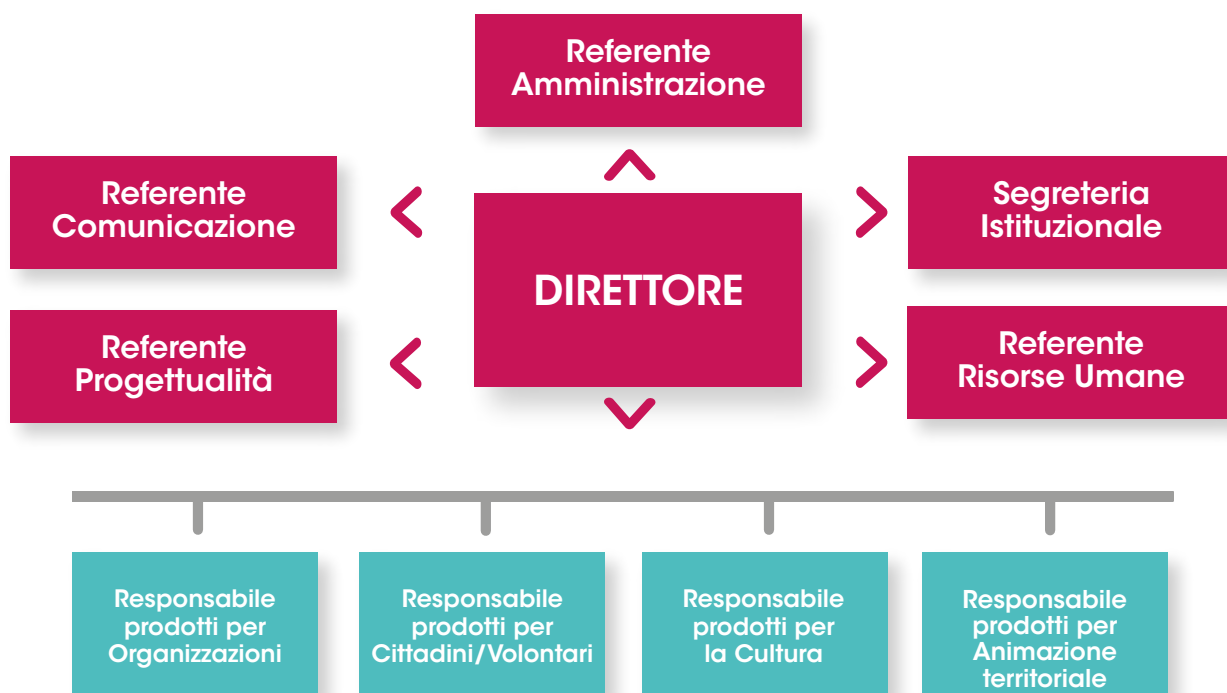 Referente
Amministrazione
Referente
Comunicazione
Segreteria
Istituzionale
DIRETTORE
Referente
Progettualità
Referente
Risorse Umane
Responsabile
prodotti per
Organizzazioni
Responsabile
prodotti per
Cittadini/Volontari
Responsabile
prodotti per
la Cultura
Responsabile
prodotti per
Animazione
territoriale